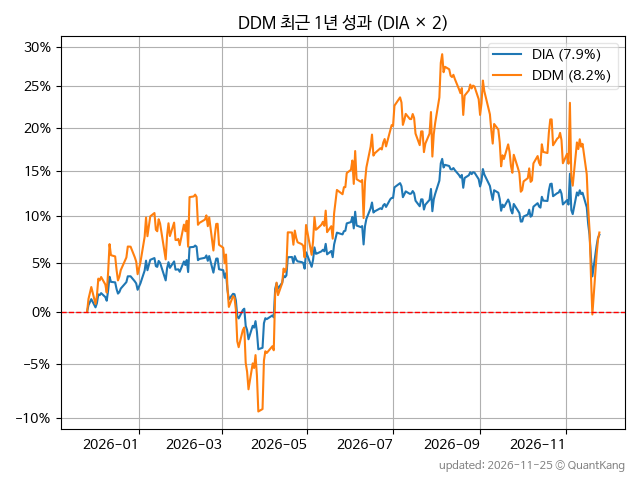 DDM 최근 1년 성과 (DIA × 2)
DIA (7.9%)
DDM (8.2%)
30%
25%
20%
15%
10%
5%
0%
−5%
−10%
2026-01 2026-03 2026-05 2026-07 2026-09 2026-11
updated: 2026-11-25 © QuantKang